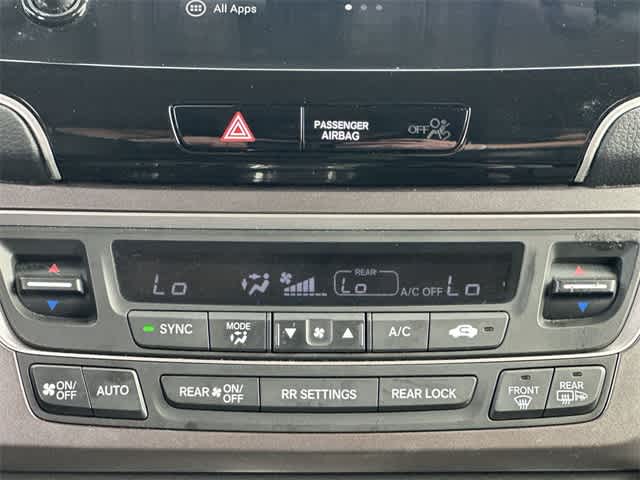 All Apps
PASSENGER
AIRBAG
OFF
REAR
Lo Lo A/C OFF Lo
SYNC MODE A/C
ON/
OFF AUTO REAR ON/
OFF RR SETTINGS REAR LOCK FRONT REAR